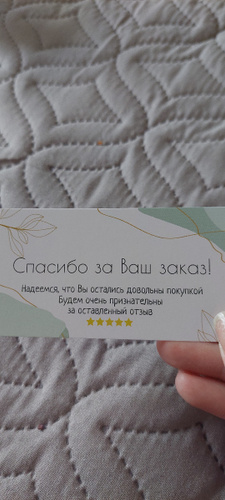 Спасибо за Ваш заказ!
Надеемся, что Вы остались довольны покупкой
Будем очень признательны
за оставленный отзыв